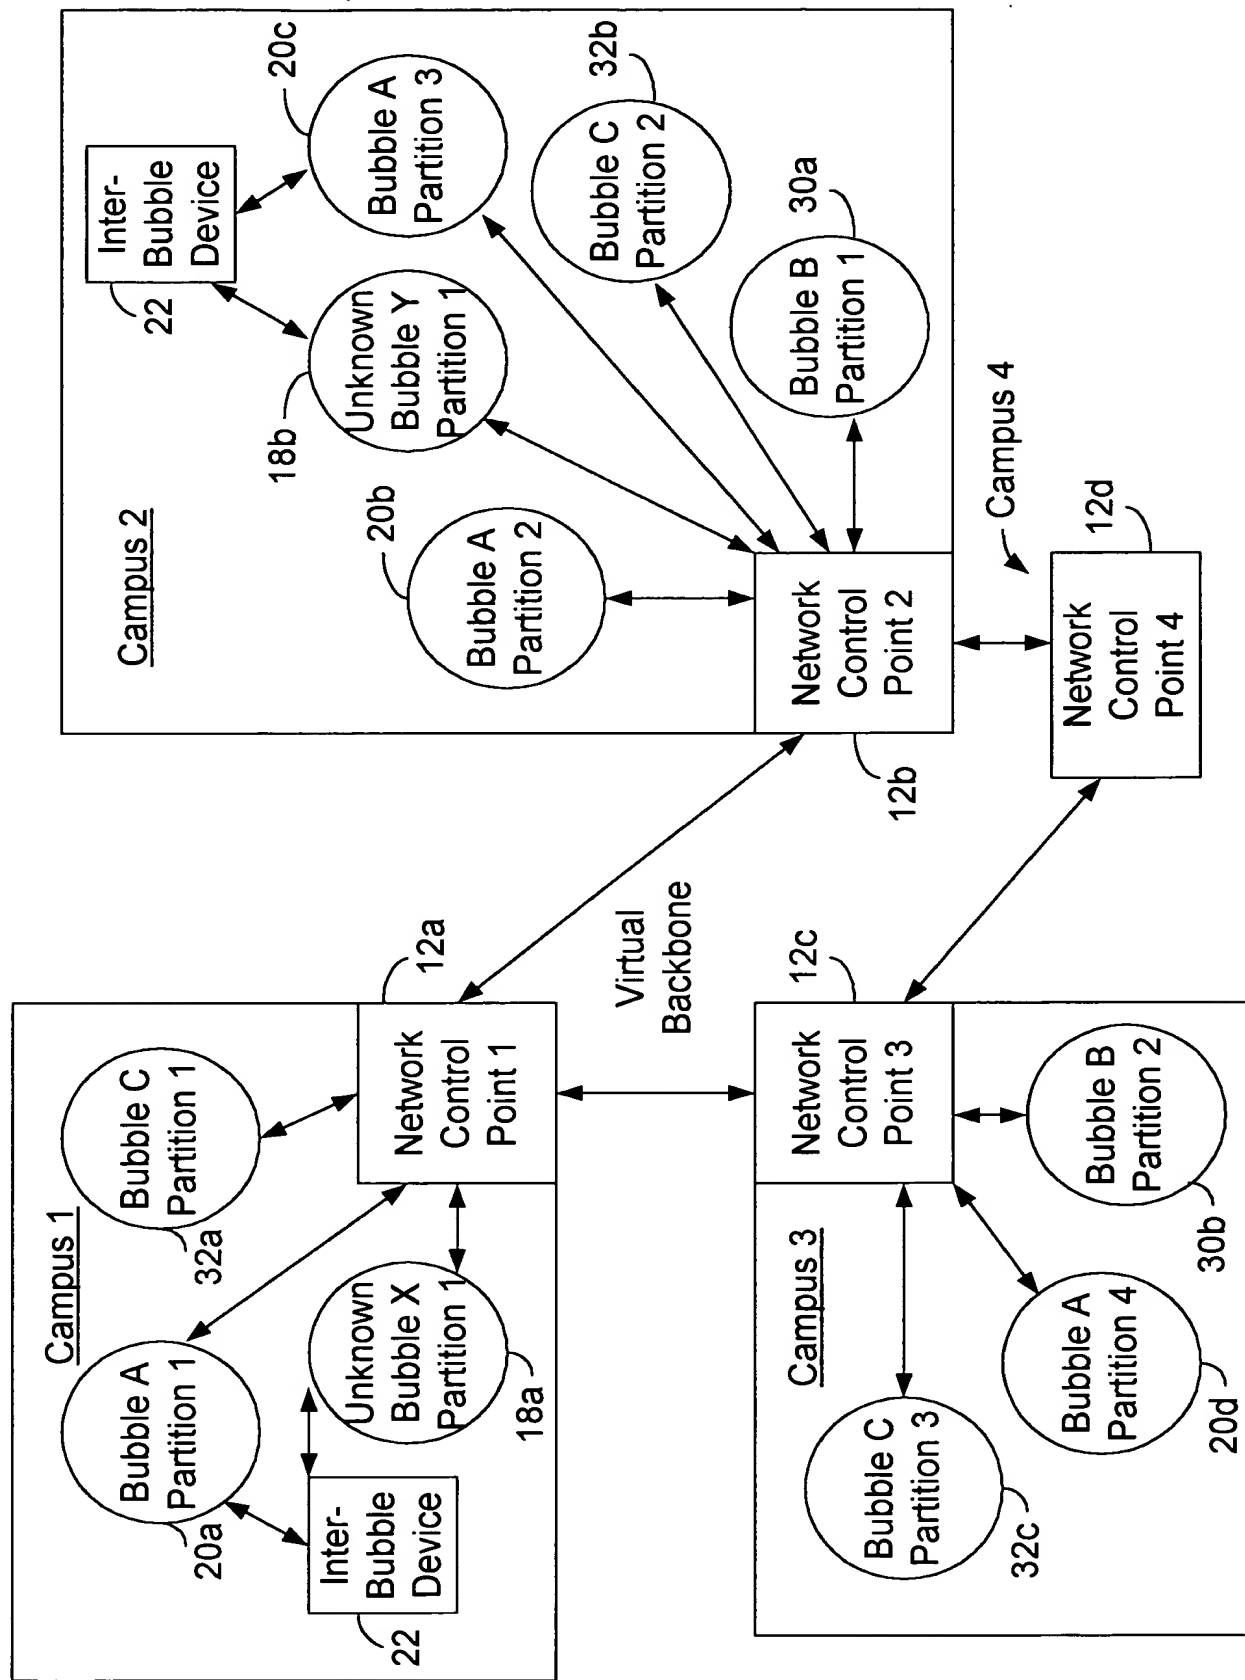 Campus 1
Bubble A
Partition 1
20a
Bubble C
Partition 1
32a
Inter-
Bubble
Device
22
Unknown
Bubble X
Partition 1
18a
Network
Control
Point 1
12a
Campus 2
Bubble A
Partition 2
20b
Unknown
Bubble Y
Partition 1
18b
Inter-
Bubble
Device
22
Bubble A
Partition 3
20c
Bubble C
Partition 2
32b
Bubble B
Partition 1
30a
Network
Control
Point 2
12b
Virtual
Backbone
Campus 3
Bubble C
Partition 3
32c
Bubble A
Partition 4
20d
Bubble B
Partition 2
30b
Network
Control
Point 3
12c
Campus 4
Network
Control
Point 4
12d